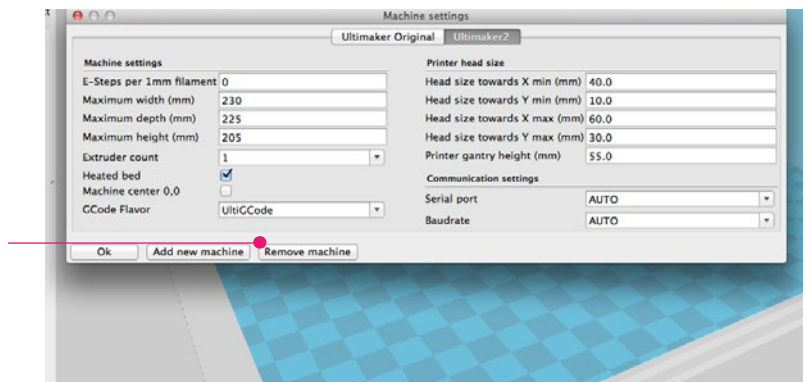 Machine settings
Ultimaker Original
Ultimaker2
Machine settings
E-Steps per 1mm filament 0
Maximum width (mm) 230
Maximum depth (mm) 225
Maximum height (mm) 205
Extruder count 1
Heated bed
Machine center 0,0
GCode Flavor UltiGCode
Printer head size
Head size towards X min (mm) 40.0
Head size towards Y min (mm) 10.0
Head size towards X max (mm) 60.0
Head size towards Y max (mm) 30.0
Printer gantry height (mm) 55.0
Communication settings
Serial port AUTO
Baudrate AUTO
Ok
Add new machine
Remove machine